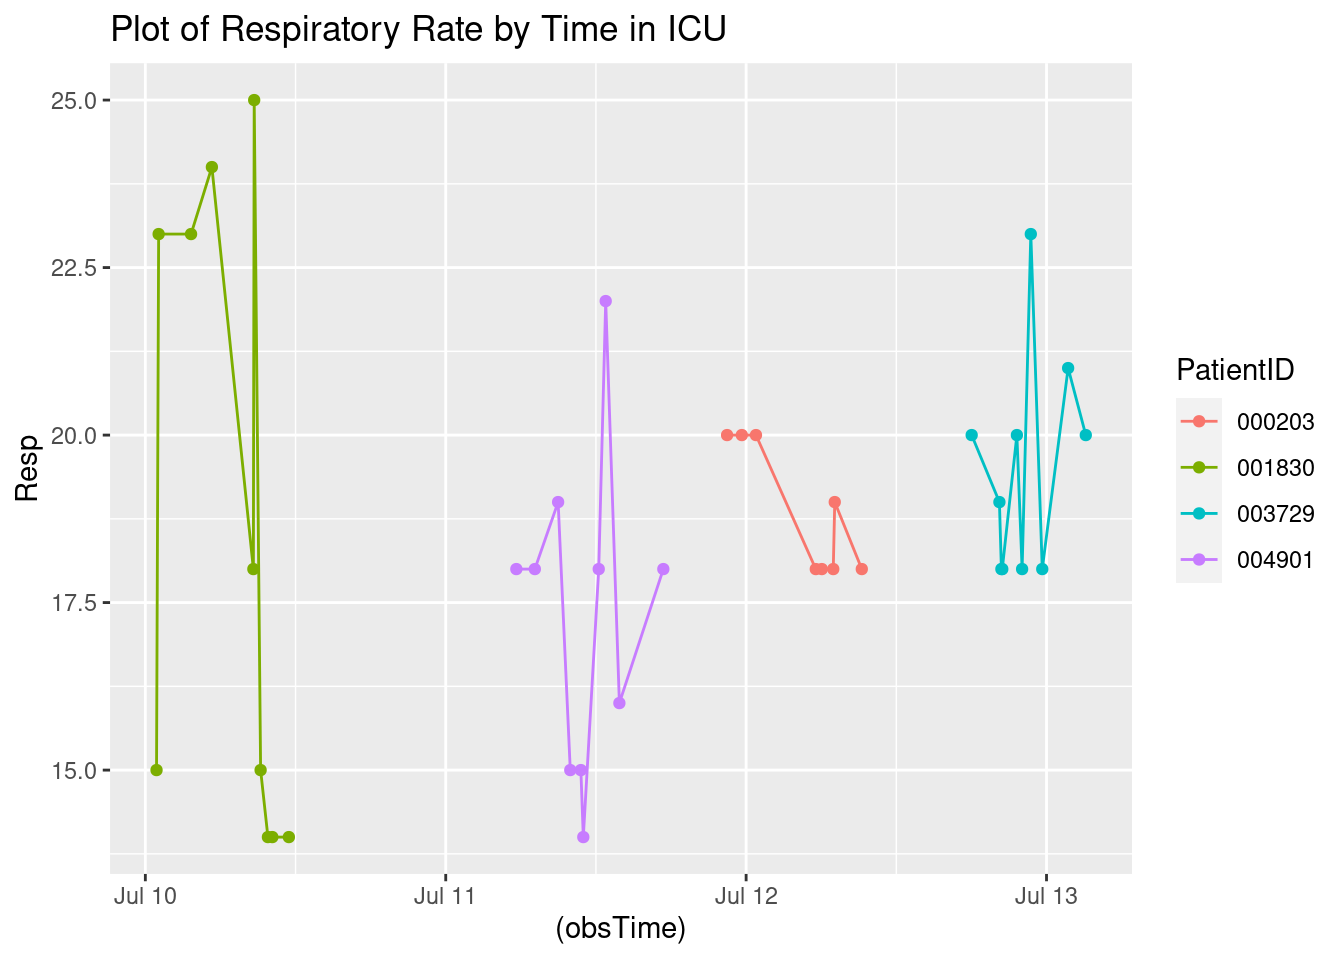 Plot of Respiratory Rate by Time in ICU
25.0
22.5
20.0
17.5
15.0
Resp
Jul 10 Jul 11 Jul 12 Jul 13
(obsTime)
PatientID
000203
001830
003729
004901